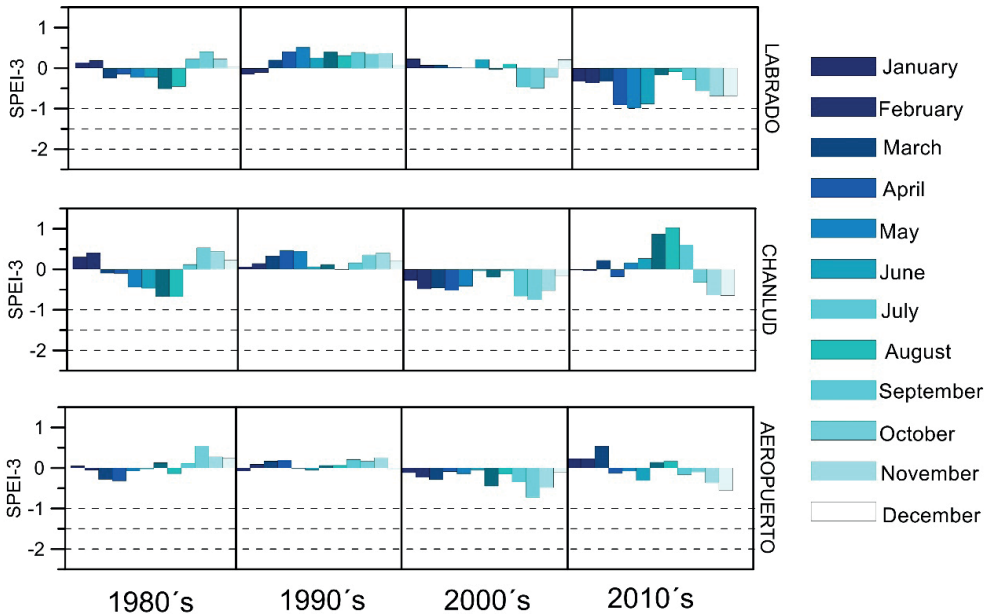 1
0
-1
-2
SPEI-3
LABRADO
1
0
-1
-2
SPEI-3
CHANLUD
1
0
-1
-2
SPEI-3
AEROPUERTO
1980´s
1990´s
2000´s
2010´s
January
February
March
April
May
June
July
August
September
October
November
December